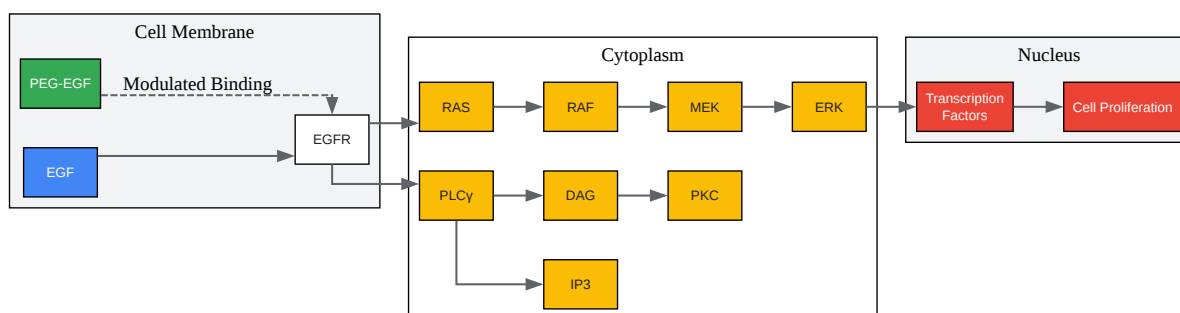 Cell Membrane
PEG-EGF
Modulated Binding
EGFR
EGF
Cytoplasm
RAS
RAF
MEK
ERK
PLCγ
DAG
PKC
IP3
Nucleus
Transcription
Factors
Cell Proliferation